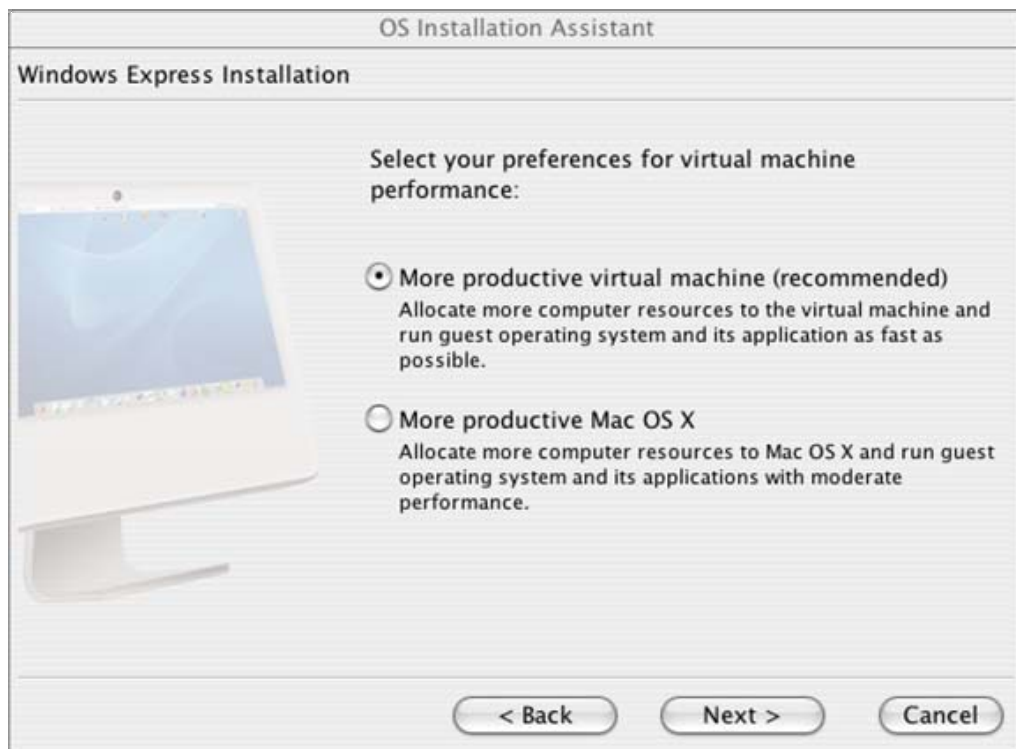 OS Installation Assistant
Windows Express Installation
Select your preferences for virtual machine
performance:
More productive virtual machine (recommended)
Allocate more computer resources to the virtual machine and
run guest operating system and its application as fast as
possible.
More productive Mac OS X
Allocate more computer resources to Mac OS X and run guest
operating system and its applications with moderate
performance.
< Back
Next >
Cancel